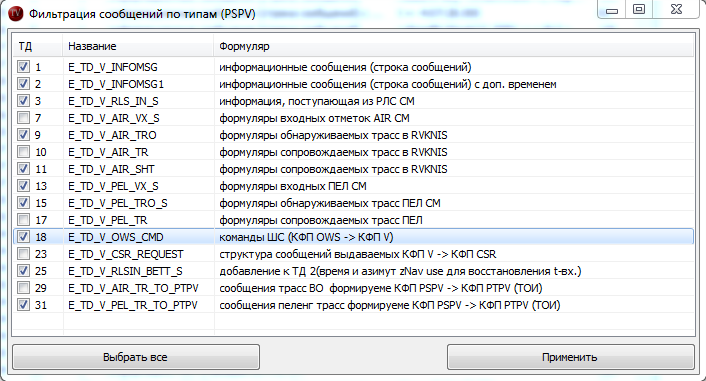 Фильтрация сообщений по типам (PSPV)
ТД Название Формуляр
1 E_TD_V_INFOMSG информационные сообщения (строка сообщений)
2 E_TD_V_INFOMSG1 информационные сообщения (строка сообщений) с доп. временем
3 E_TD_V_RLS_IN_S информация, поступающая из РЛС СМ
7 E_TD_V_AIR_VX_S формуляры входных отметок AIR СМ
9 E_TD_V_AIR_TRO формуляры обнаруживаемых трасс в RVKNIS
10 E_TD_V_AIR_TR формуляры сопровождаемых трасс в RVKNIS
11 E_TD_V_AIR_SHT формуляры сопровождаемых трасс в RVKNIS
13 E_TD_V_PEL_VX_S формуляры входных ПЕЛ СМ
15 E_TD_V_PEL_TRO_S формуляры обнаруживаемых трасс ПЕЛ СМ
17 E_TD_V_PEL_TR формуляры сопровождаемых трасс ПЕЛ
18 E_TD_V_OWS_CMD команды ШС (КФП OWS -> КФП V)
23 E_TD_V_CSR_REQUEST структура сообщений выдаваемых КФП V -> КФП CSR
25 E_TD_V_RLSIN_BETT_S добавление к ТД 2(время и азимут zNav use для восстановления t-вх.)
29 E_TD_V_AIR_TR_TO_PTPV сообщения трасс ВО формируеме КФП PSPV -> КФП PTPV (ТОИ)
31 E_TD_V_PEL_TR_TO_PTPV сообщения пеленг трасс формируеме КФП PSPV -> КФП PTPV (ТОИ)
Выбрать все Применить